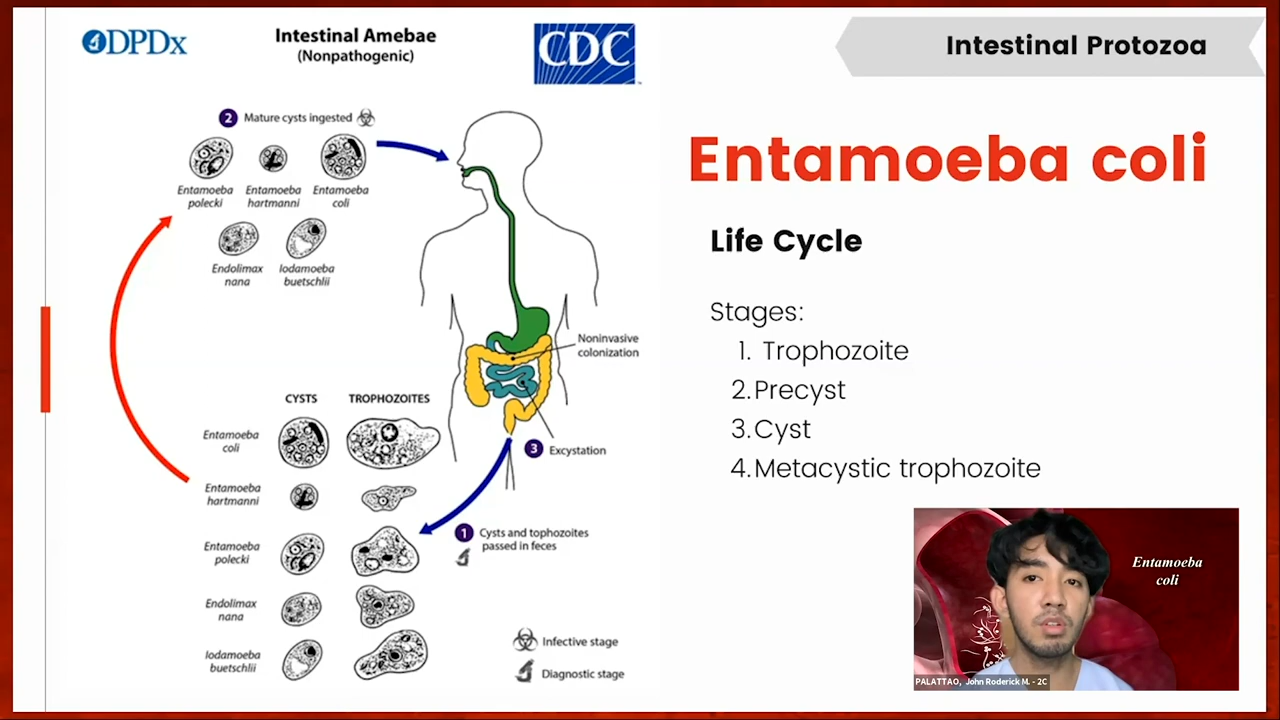 DPDx
Intestinal Amebae
(Nonpathogenic)
CDC
2 Mature cysts ingested
Entamoeba
polecki
Entamoeba
hartmanni
Entamoeba
coli
Endolimax
nana
Iodamoeba
buetschlii
Noninvasive
colonization
CYSTS TROPHOZOITES
Entamoeba
coli
3 Excystation
Entamoeba
hartmanni
1 Cysts and tophozoites
passed in feces
Entamoeba
polecki
Endolimax
nana
Iodamoeba
buetschlii
Infective stage
Diagnostic stage
Intestinal Protozoa
Entamoeba coli
Life Cycle
Stages:
1. Trophozoite
2. Precyst
3. Cyst
4. Metacystic trophozoite
Entamoeba
coli
PALATTAO, John Roderick M. - 2C